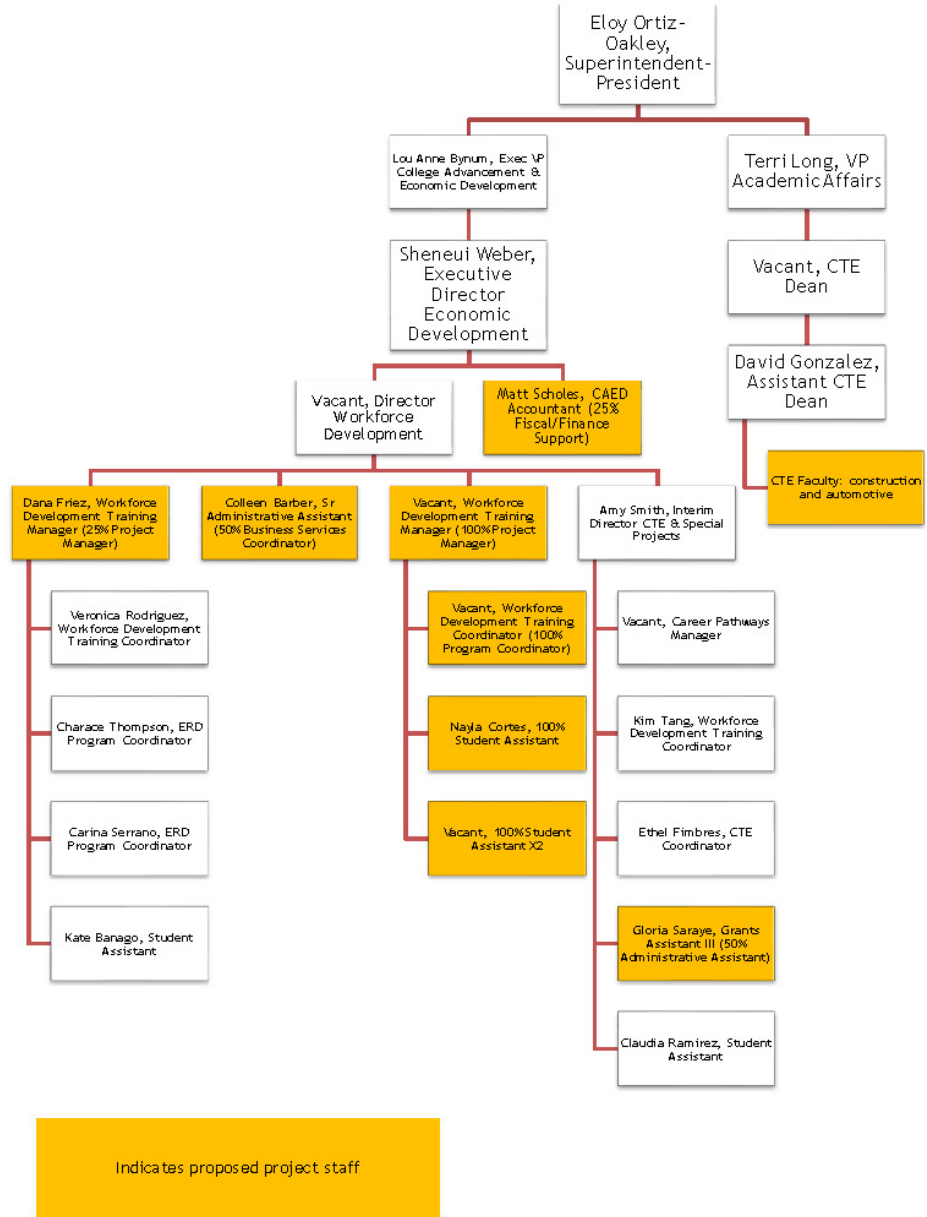 Eloy Ortiz-
Oakley,
Superintendent-
President
Lou Anne Bynum, Exec VP
College Advancement &
Economic Development
Terri Long, VP
Academic Affairs
Sheneui Weber,
Executive
Director
Economic
Development
Vacant, CTE
Dean
David Gonzalez,
Assistant CTE
Dean
Vacant, Director
Workforce
Development
Matt Scholes, CAED
Accountant (25%
Fiscal/Finance
Support)
CTE Faculty: construction
and automotive
Dana Friez, Workforce
Development Training
Manager (25% Project
Manager)
Colleen Barber, Sr
Administrative Assistant
(50% Business Services
Coordinator)
Vacant, Workforce
Development Training
Manager (100% Project
Manager)
Amy Smith, Interim
Director CTE & Special
Projects
Veronica Rodriguez,
Workforce Development
Training Coordinator
Charace Thompson, ERD
Program Coordinator
Carina Serrano, ERD
Program Coordinator
Kate Banago, Student
Assistant
Vacant, Workforce
Development Training
Coordinator (100%
Program Coordinator)
Nayla Cortes, 100%
Student Assistant
Vacant, 100% Student
Assistant X2
Vacant, Career Pathways
Manager
Kim Tang, Workforce
Development Training
Coordinator
Ethel Fimbres, CTE
Coordinator
Gloria Saraye, Grants
Assistant III (50%
Administrative Assistant)
Claudia Ramirez, Student
Assistant
Indicates proposed project staff